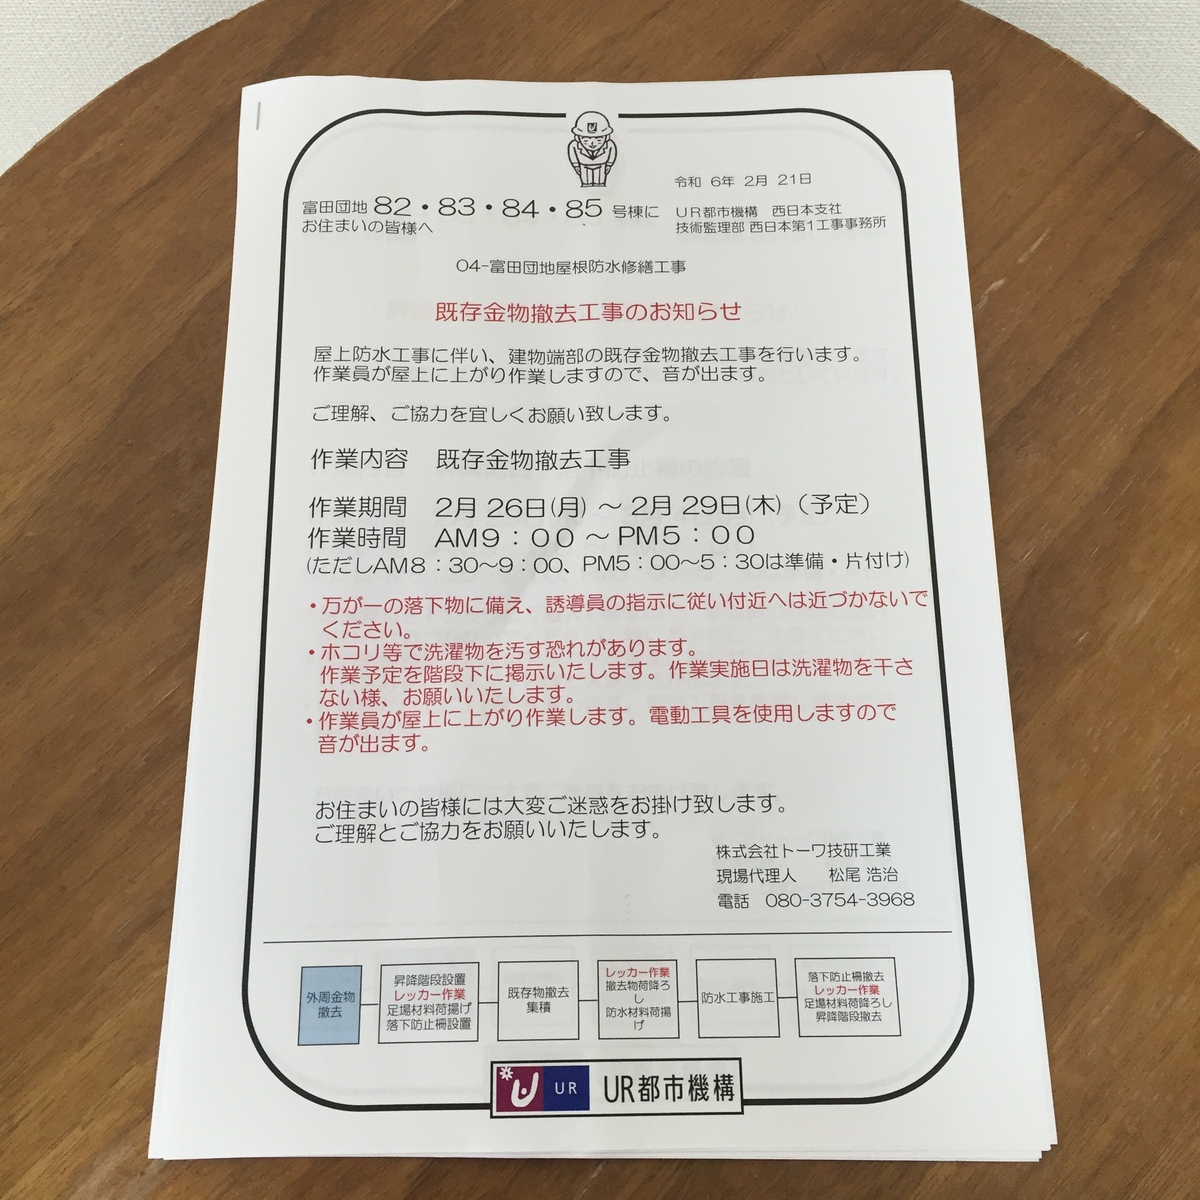 令和 6年 2月 21日
富田団地 82・83・84・85 号棟に
お住まいの皆様へ
UR都市機構 西日本支社
技術監理部 西日本第1工事事務所
04-富田団地屋根防水修繕工事
既存金物撤去工事のお知らせ
屋上防水工事に伴い、建物端部の既存金物撤去工事を行います。
作業員が屋上に上がり作業しますので、音が出ます。
ご理解、ご協力を宜しくお願い致します。
作業内容 既存金物撤去工事
作業期間 2月 26日(月) ～ 2月 29日(木)（予定）
作業時間 AM9：00 ～ PM5：00
(ただしAM8：30～9：00、PM5：00～5：30は準備・片付け)
・万が一の落下物に備え、誘導員の指示に従い付近へは近づかないで
ください。
・ホコリ等で洗濯物を汚す恐れがあります。
作業予定を階段下に掲示いたします。作業実施日は洗濯物を干さ
ない様、お願いいたします。
・作業員が屋上に上がり作業します。電動工具を使用しますので
音が出ます。
お住まいの皆様には大変ご迷惑をお掛け致します。
ご理解とご協力をお願いいたします。
株式会社トーワ技研工業
現場代理人 松尾 浩治
電話 080-3754-3968
外周金物
撤去
昇降階段設置
レッカー作業
足場材料荷揚げ
落下防止柵設置
既存物撤去
集積
レッカー作業
撤去物荷降ろ
し
防水材料荷揚
げ
防水工事施工
落下防止柵撤去
レッカー作業
足場材料荷降ろし
昇降階段撤去
UR
UR都市機構